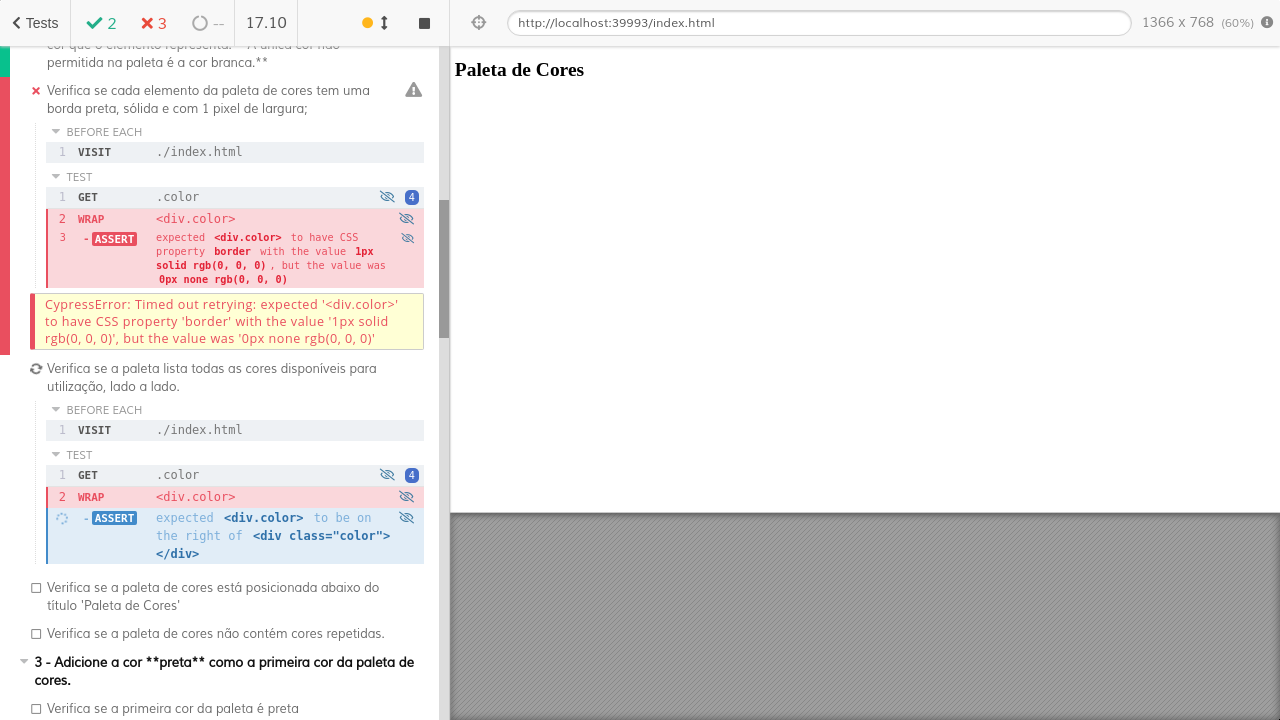 Tests 2 3 -- 17.10
http://localhost:39993/index.html 1366 x 768 (60%)
cor que o elemento representa. **A única cor não
permitida na paleta é a cor branca.**
Verifica se cada elemento da paleta de cores tem uma
borda preta, sólida e com 1 pixel de largura;
BEFORE EACH
1 VISIT ./index.html
TEST
1 GET .color 4
2 WRAP <div.color>
3 - ASSERT expected <div.color> to have CSS
property border with the value 1px
solid rgb(0, 0, 0) , but the value was
0px none rgb(0, 0, 0)
CypressError: Timed out retrying: expected '<div.color>'
to have CSS property 'border' with the value '1px solid
rgb(0, 0, 0)', but the value was '0px none rgb(0, 0, 0)'
Verifica se a paleta lista todas as cores disponíveis para
utilização, lado a lado.
BEFORE EACH
1 VISIT ./index.html
TEST
1 GET .color 4
2 WRAP <div.color>
- ASSERT expected <div.color> to be on
the right of <div class="color">
</div>
Verifica se a paleta de cores está posicionada abaixo do
título 'Paleta de Cores'
Verifica se a paleta de cores não contém cores repetidas.
3 - Adicione a cor **preta** como a primeira cor da paleta de
cores.
Verifica se a primeira cor da paleta é preta
Paleta de Cores